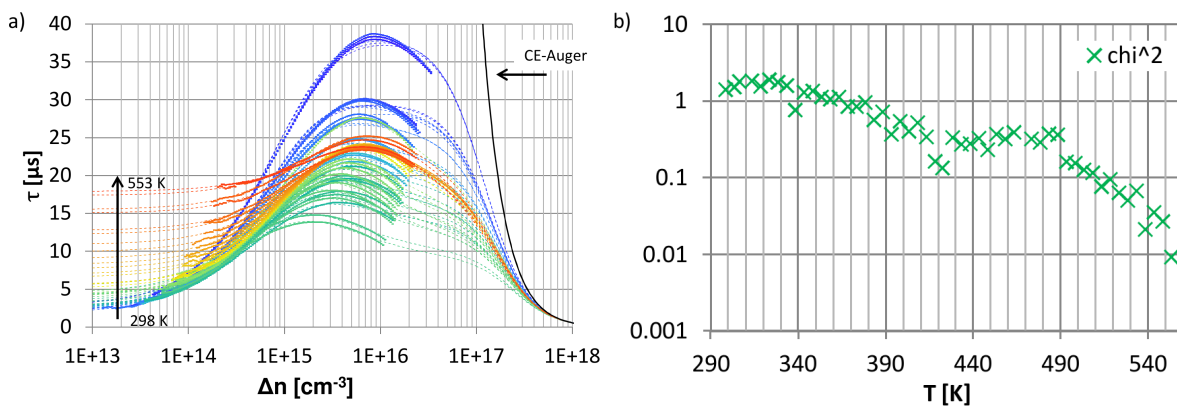 a)
40
35
30
25
20
15
10
5
0
τ [µs]
CE-Auger
553 K
298 K
1E+13 1E+14 1E+15 1E+16 1E+17 1E+18
Δn [cm⁻³]
b)
10
1
0.1
0.01
0.001
chi^2
290 340 390 440 490 540
T [K]